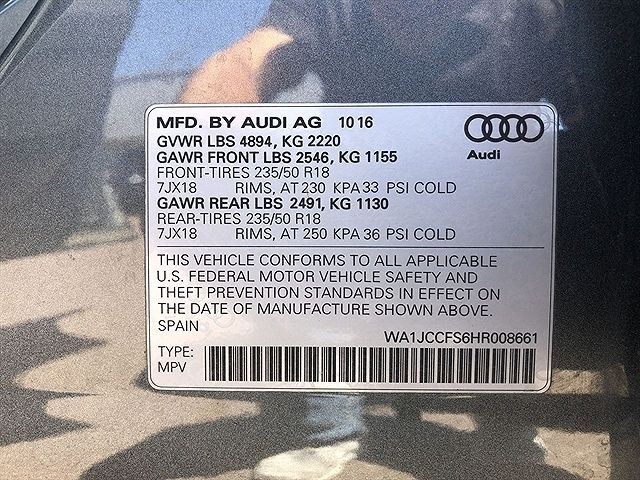 MFD. BY AUDI AG 10 16
GVWR LBS 4894, KG 2220
GAWR FRONT LBS 2546, KG 1155
FRONT-TIRES 235/50 R18
7JX18 RIMS, AT 230 KPA 33 PSI COLD
GAWR REAR LBS 2491, KG 1130
REAR-TIRES 235/50 R18
7JX18 RIMS, AT 250 KPA 36 PSI COLD
Audi
THIS VEHICLE CONFORMS TO ALL APPLICABLE
U.S. FEDERAL MOTOR VEHICLE SAFETY AND
THEFT PREVENTION STANDARDS IN EFFECT ON
THE DATE OF MANUFACTURE SHOWN ABOVE.
SPAIN
WA1JCCFS6HR008661
TYPE:
MPV